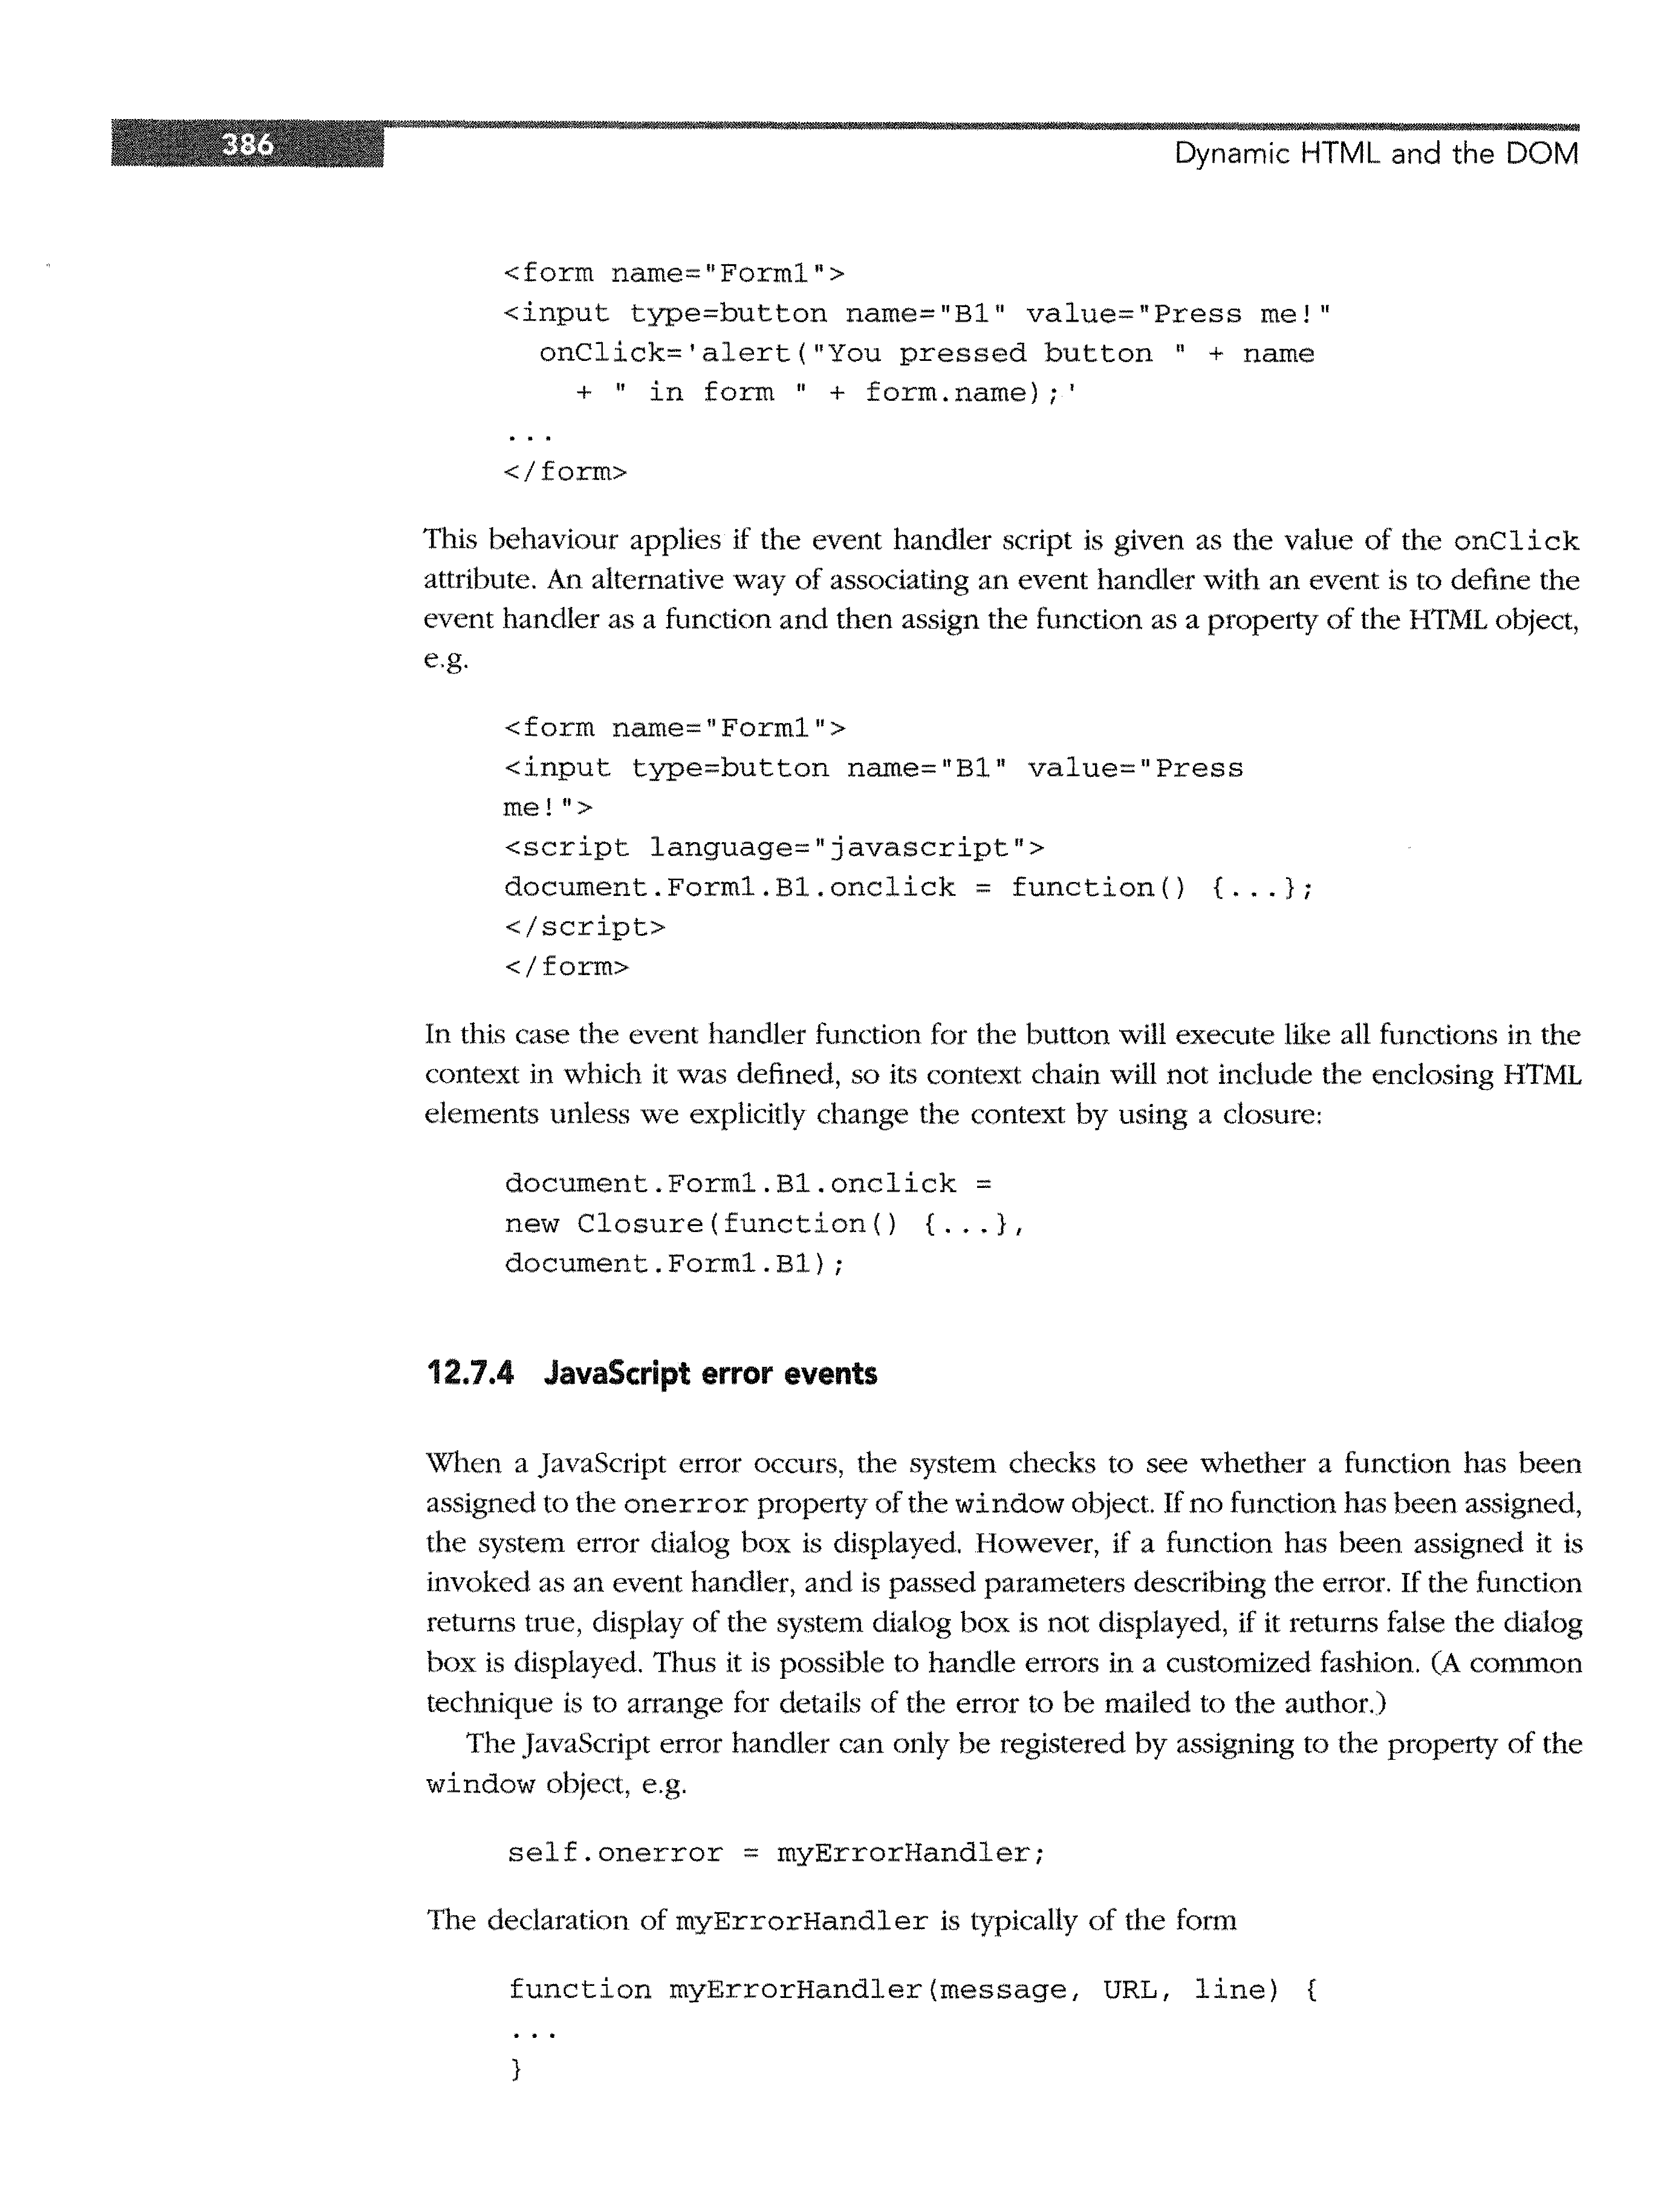 386
Dynamic HTML and the DOM
<form name="Form1">
<input type=button name="B1" value="Press me!"
onClick='alert("You pressed button " + name
+ " in form " + form.name);'
...
</form>
This behaviour applies if the event handler script is given as the value of the onClick
attribute. An alternative way of associating an event handler with an event is to define the
event handler as a function and then assign the function as a property of the HTML object,
e.g.
<form name="Form1">
<input type=button name="B1" value="Press
me!">
<script language="javascript">
document.Form1.B1.onclick = function() {...};
</script>
</form>
In this case the event handler function for the button will execute like all functions in the
context in which it was defined, so its context chain will not include the enclosing HTML
elements unless we explicitly change the context by using a closure:
document.Form1.B1.onclick =
new Closure(function() {...},
document.Form1.B1);
12.7.4 JavaScript error events
When a JavaScript error occurs, the system checks to see whether a function has been
assigned to the onerror property of the window object. If no function has been assigned,
the system error dialog box is displayed. However, if a function has been assigned it is
invoked as an event handler, and is passed parameters describing the error. If the function
returns true, display of the system dialog box is not displayed, if it returns false the dialog
box is displayed. Thus it is possible to handle errors in a customized fashion. (A common
technique is to arrange for details of the error to be mailed to the author.)
The JavaScript error handler can only be registered by assigning to the property of the
window object, e.g.
self.onerror = myErrorHandler;
The declaration of myErrorHandler is typically of the form
function myErrorHandler(message, URL, line) {
...
}